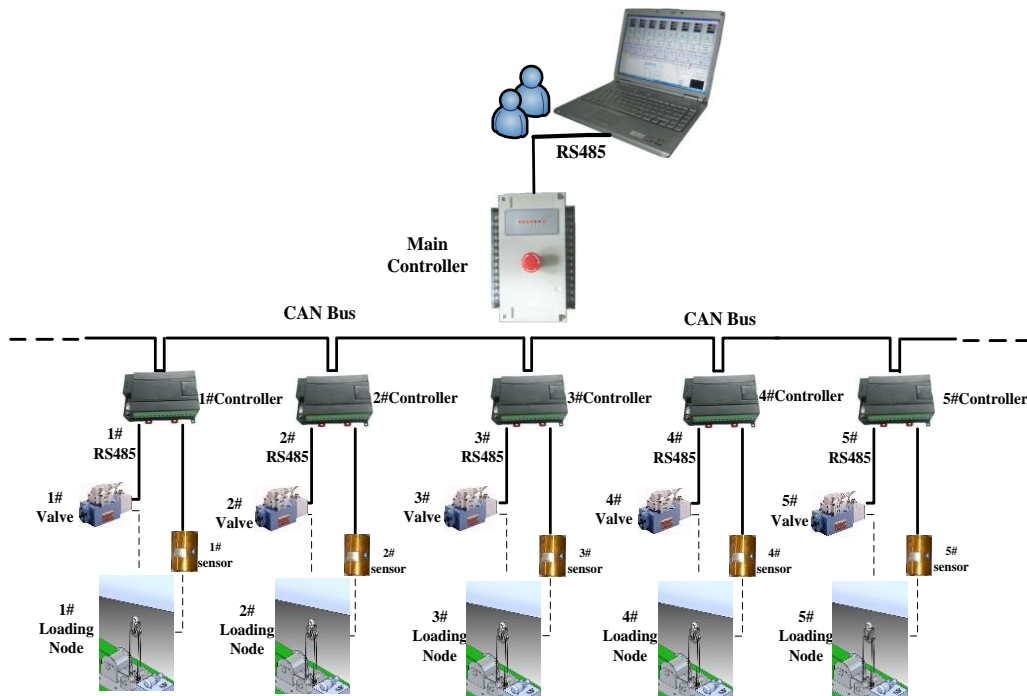 RS485
Main
Controller
CAN Bus
CAN Bus
1#Controller
2#Controller
3#Controller
4#Controller
5#Controller
1#
RS485
2#
RS485
3#
RS485
4#
RS485
5#
RS485
1#
Valve
2#
Valve
3#
Valve
4#
Valve
5#
Valve
1#
sensor
2#
sensor
3#
sensor
4#
sensor
5#
sensor
1#
Loading
Node
2#
Loading
Node
3#
Loading
Node
4#
Loading
Node
5#
Loading
Node